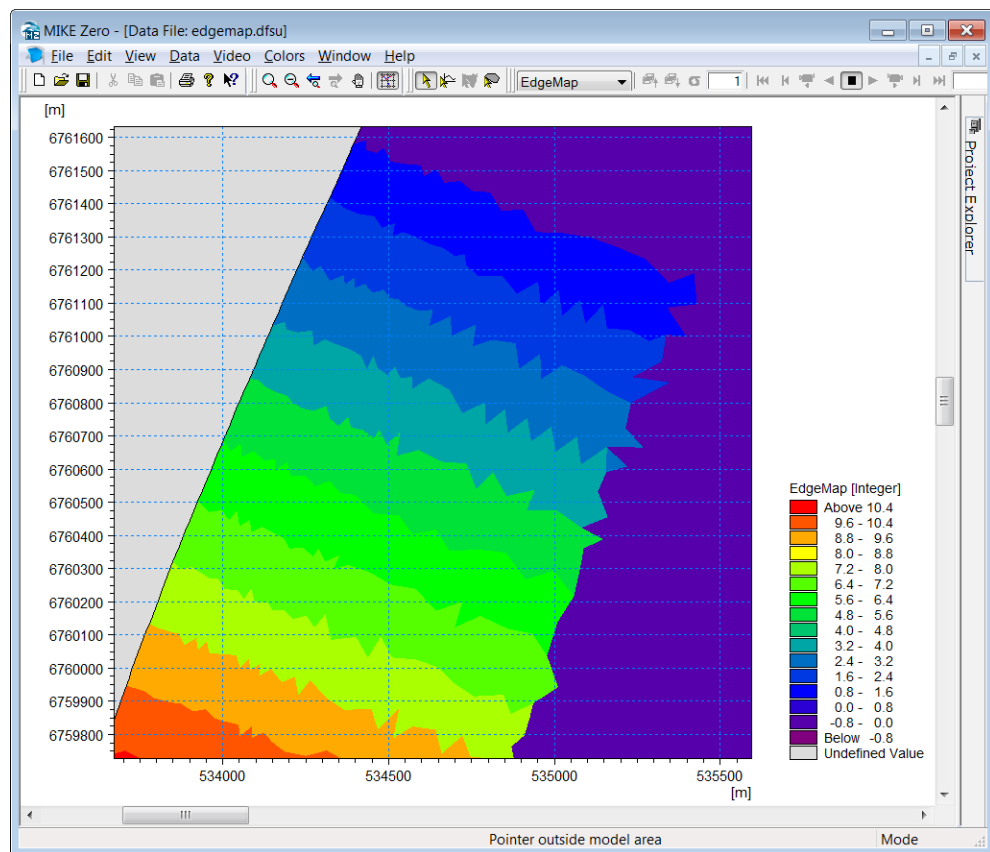 MIKE Zero - [Data File: edgemap.dfsu]
File Edit View Data Video Colors Window Help
EdgeMap
σ
1
[m]
6761600
6761500
6761400
6761300
6761200
6761100
6761000
6760900
6760800
6760700
6760600
6760500
6760400
6760300
6760200
6760100
6760000
6759900
6759800
534000 534500 535000 535500
[m]
Project Explorer
EdgeMap [Integer]
Above 10.4
9.6 - 10.4
8.8 - 9.6
8.0 - 8.8
7.2 - 8.0
6.4 - 7.2
5.6 - 6.4
4.8 - 5.6
4.0 - 4.8
3.2 - 4.0
2.4 - 3.2
1.6 - 2.4
0.8 - 1.6
0.0 - 0.8
-0.8 - 0.0
Below -0.8
Undefined Value
Pointer outside model area Mode